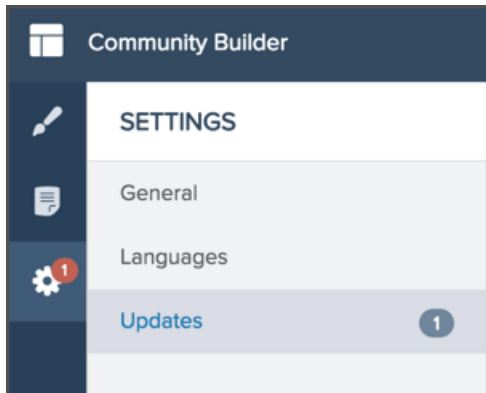 Community Builder
SETTINGS
General
Languages
1
Updates 1